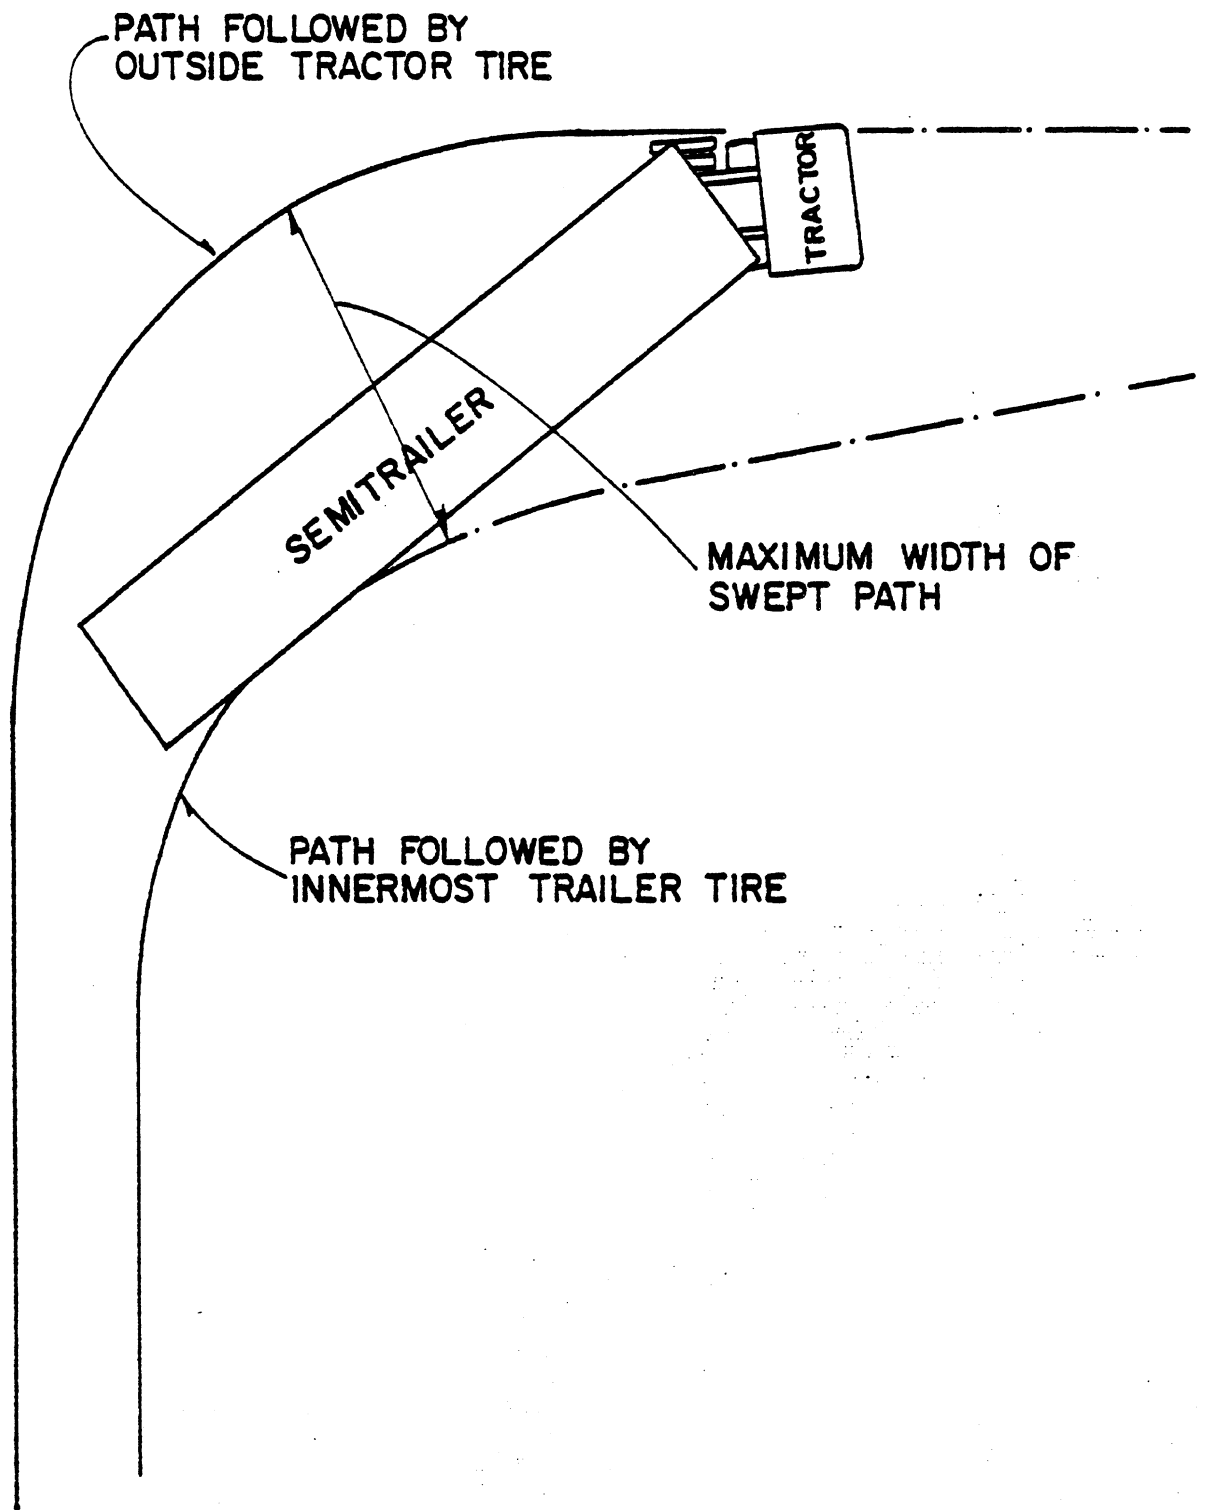 PATH FOLLOWED BY
OUTSIDE TRACTOR TIRE
TRACTOR
SEMITRAILER
MAXIMUM WIDTH OF
SWEPT PATH
PATH FOLLOWED BY
INNERMOST TRAILER TIRE